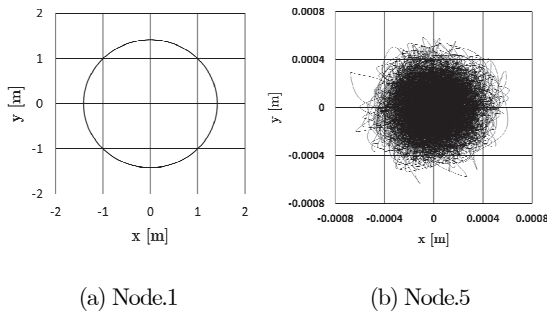 2
1
0
-1
-2
y [m]
-2 -1 0 1 2
x [m]
(a) Node.1
0.0008
0.0004
0
-0.0004
-0.0008
y [m]
-0.0008 -0.0004 0 0.0004 0.0008
x [m]
(b) Node.5